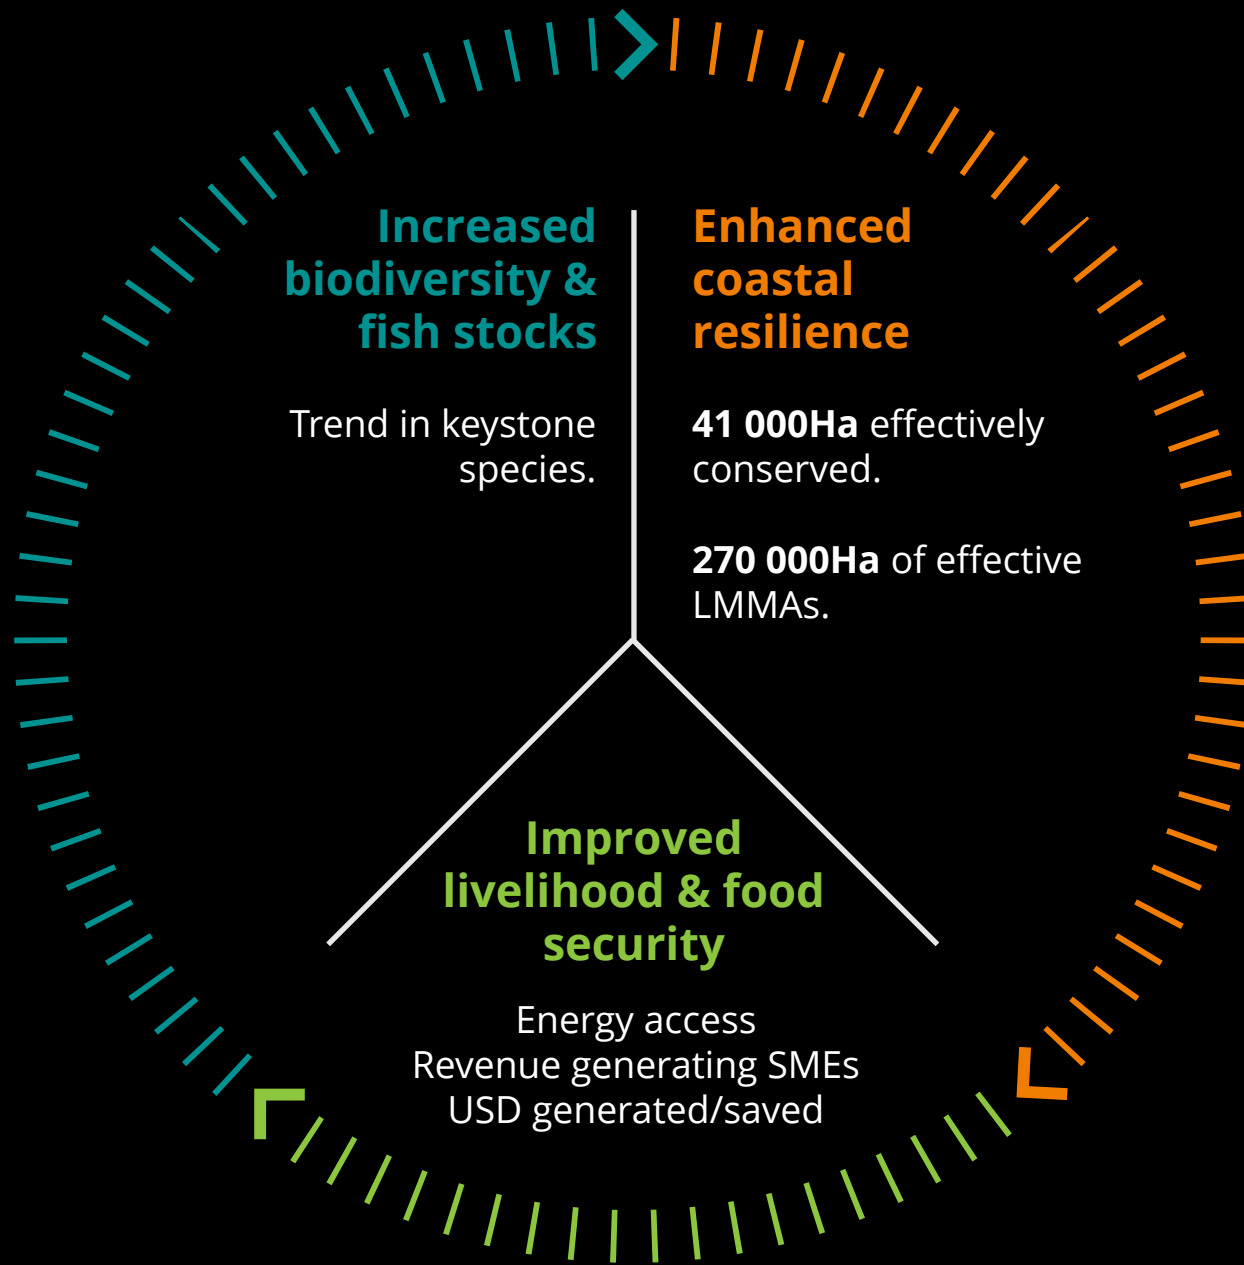 Increased
biodiversity &
fish stocks
Trend in keystone
species.
Enhanced
coastal
resilience
41 000Ha effectively
conserved.
270 000Ha of effective
LMMAs.
Improved
livelihood & food
security
Energy access
Revenue generating SMEs
USD generated/saved